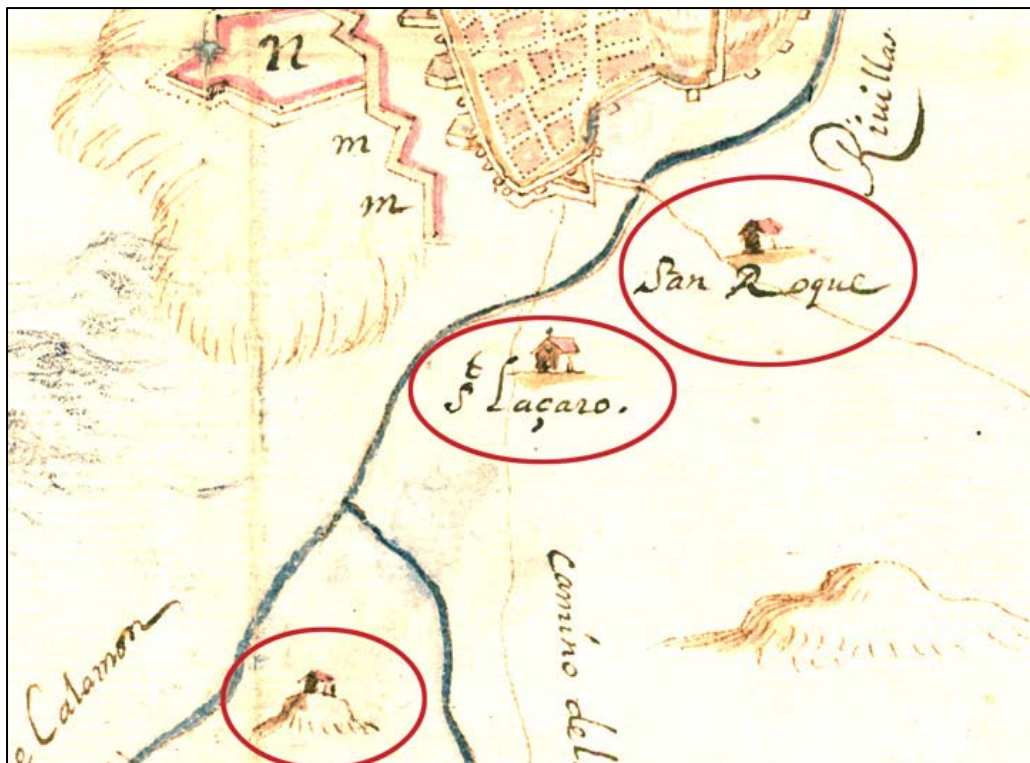 N
Riuillas
m
m
San Roque
St Laçaro.
camino del
e Calamon